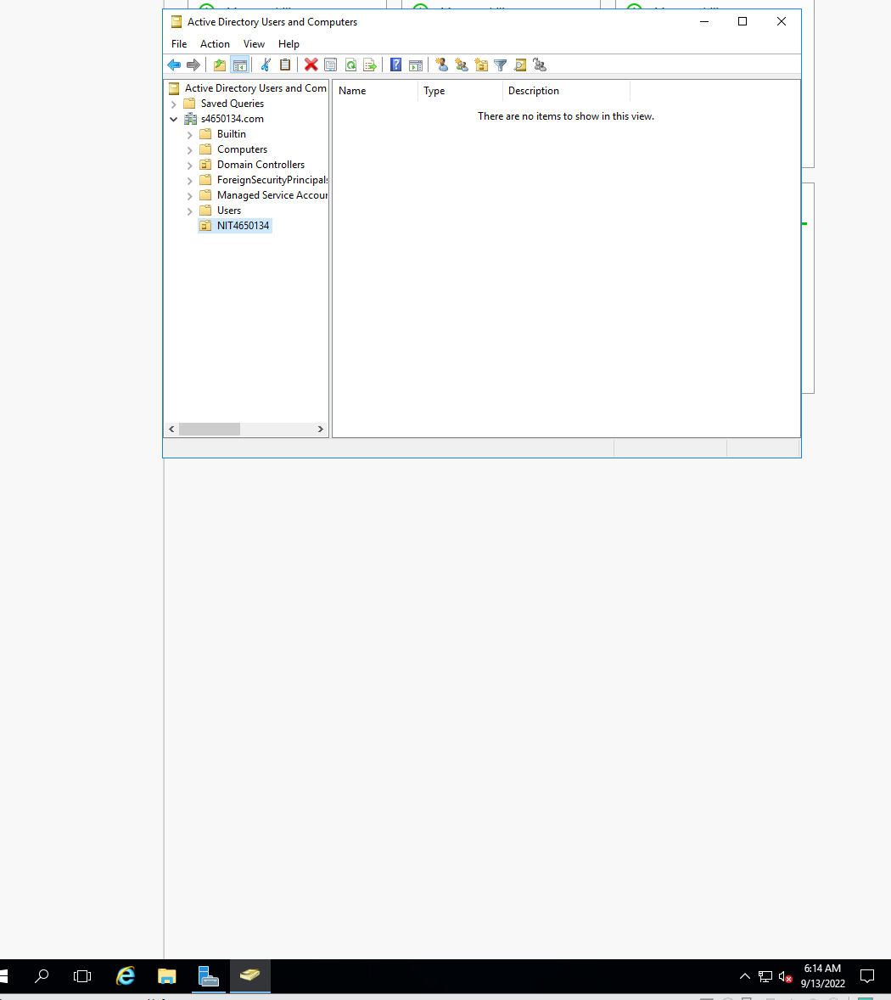 Active Directory Users and Computers
File Action View Help
Active Directory Users and Com
Saved Queries
s4650134.com
Builtin
Computers
Domain Controllers
ForeignSecurityPrincipals
Managed Service Accour
Users
NIT4650134
Name Type Description
There are no items to show in this view.
6:14 AM
9/13/2022